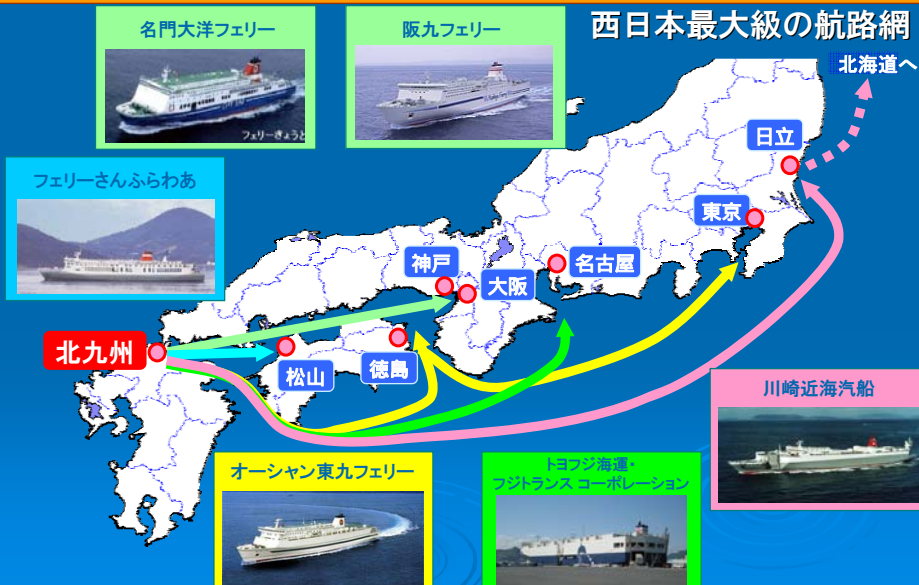 西日本最大級の航路網
名門大洋フェリー
フェリーきょうと
阪九フェリー
北海道へ
フェリーさんふらわあ
日立
東京
名古屋
神戸
大阪
北九州
松山
徳島
川崎近海汽船
オーシャン東九フェリー
トヨフジ海運・
フジトランス コーポレーション